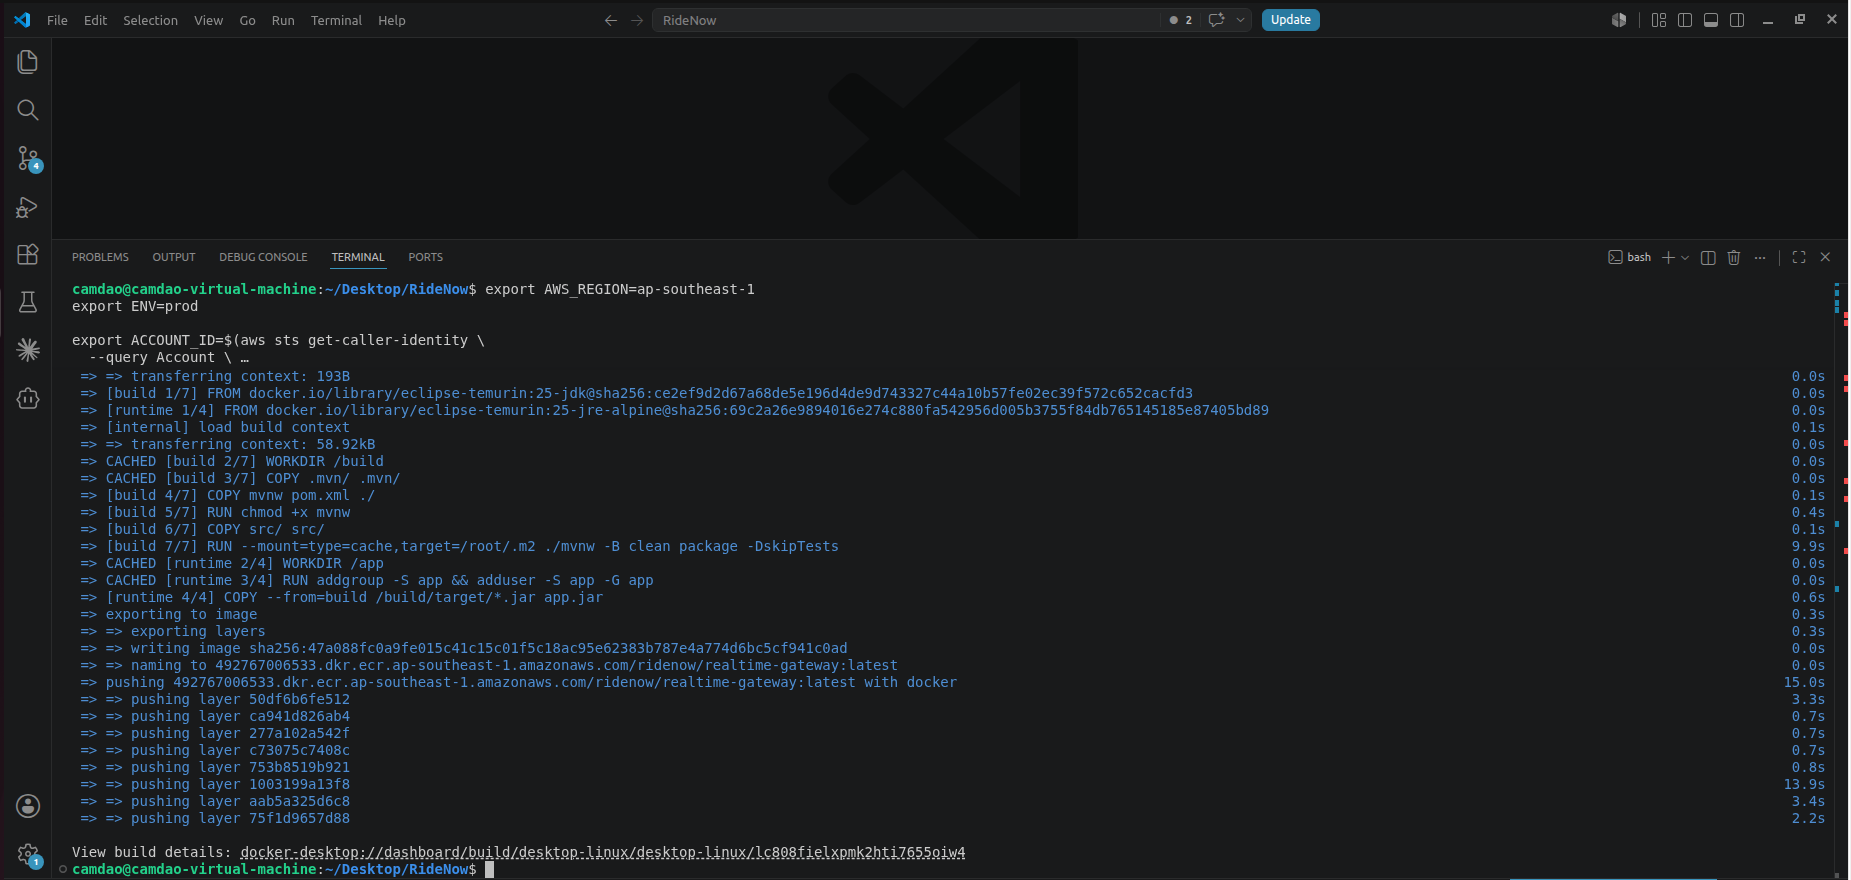 File Edit Selection View Go Run Terminal Help RideNow 2 Update
4
PROBLEMS OUTPUT DEBUG CONSOLE TERMINAL PORTS bash
camdao@camdao-virtual-machine:~/Desktop/RideNow$ export AWS_REGION=ap-southeast-1
export ENV=prod
export ACCOUNT_ID=$(aws sts get-caller-identity \
--query Account \ …
=> => transferring context: 193B 0.0s
=> [build 1/7] FROM docker.io/library/eclipse-temurin:25-jdk@sha256:ce2ef9d2d67a68de5e196d4de9d743327c44a10b57fe02ec39f572c652cacfd3 0.0s
=> [runtime 1/4] FROM docker.io/library/eclipse-temurin:25-jre-alpine@sha256:69c2a26e9894016e274c880fa542956d005b3755f84db765145185e87405bd89 0.0s
=> [internal] load build context 0.1s
=> => transferring context: 58.92kB 0.0s
=> CACHED [build 2/7] WORKDIR /build 0.0s
=> CACHED [build 3/7] COPY .mvn/ .mvn/ 0.0s
=> [build 4/7] COPY mvnw pom.xml ./ 0.1s
=> [build 5/7] RUN chmod +x mvnw 0.4s
=> [build 6/7] COPY src/ src/ 0.1s
=> [build 7/7] RUN --mount=type=cache,target=/root/.m2 ./mvnw -B clean package -DskipTests 9.9s
=> CACHED [runtime 2/4] WORKDIR /app 0.0s
=> CACHED [runtime 3/4] RUN addgroup -S app && adduser -S app -G app 0.0s
=> [runtime 4/4] COPY --from=build /build/target/*.jar app.jar 0.6s
=> exporting to image 0.3s
=> => exporting layers 0.3s
=> => writing image sha256:47a088fc0a9fe015c41c15c01f5c18ac95e62383b787e4a774d6bc5cf941c0ad 0.0s
=> => naming to 492767006533.dkr.ecr.ap-southeast-1.amazonaws.com/ridenow/realtime-gateway:latest 0.0s
=> pushing 492767006533.dkr.ecr.ap-southeast-1.amazonaws.com/ridenow/realtime-gateway:latest with docker 15.0s
=> => pushing layer 50df6b6fe512 3.3s
=> => pushing layer ca941d826ab4 0.7s
=> => pushing layer 277a102a542f 0.7s
=> => pushing layer c73075c7408c 0.7s
=> => pushing layer 753b8519b921 0.8s
=> => pushing layer 1003199a13f8 13.9s
=> => pushing layer aab5a325d6c8 3.4s
=> => pushing layer 75f1d9657d88 2.2s
View build details: docker-desktop://dashboard/build/desktop-linux/desktop-linux/lc808fielxpmk2hti7655oiw4
camdao@camdao-virtual-machine:~/Desktop/RideNow$
1